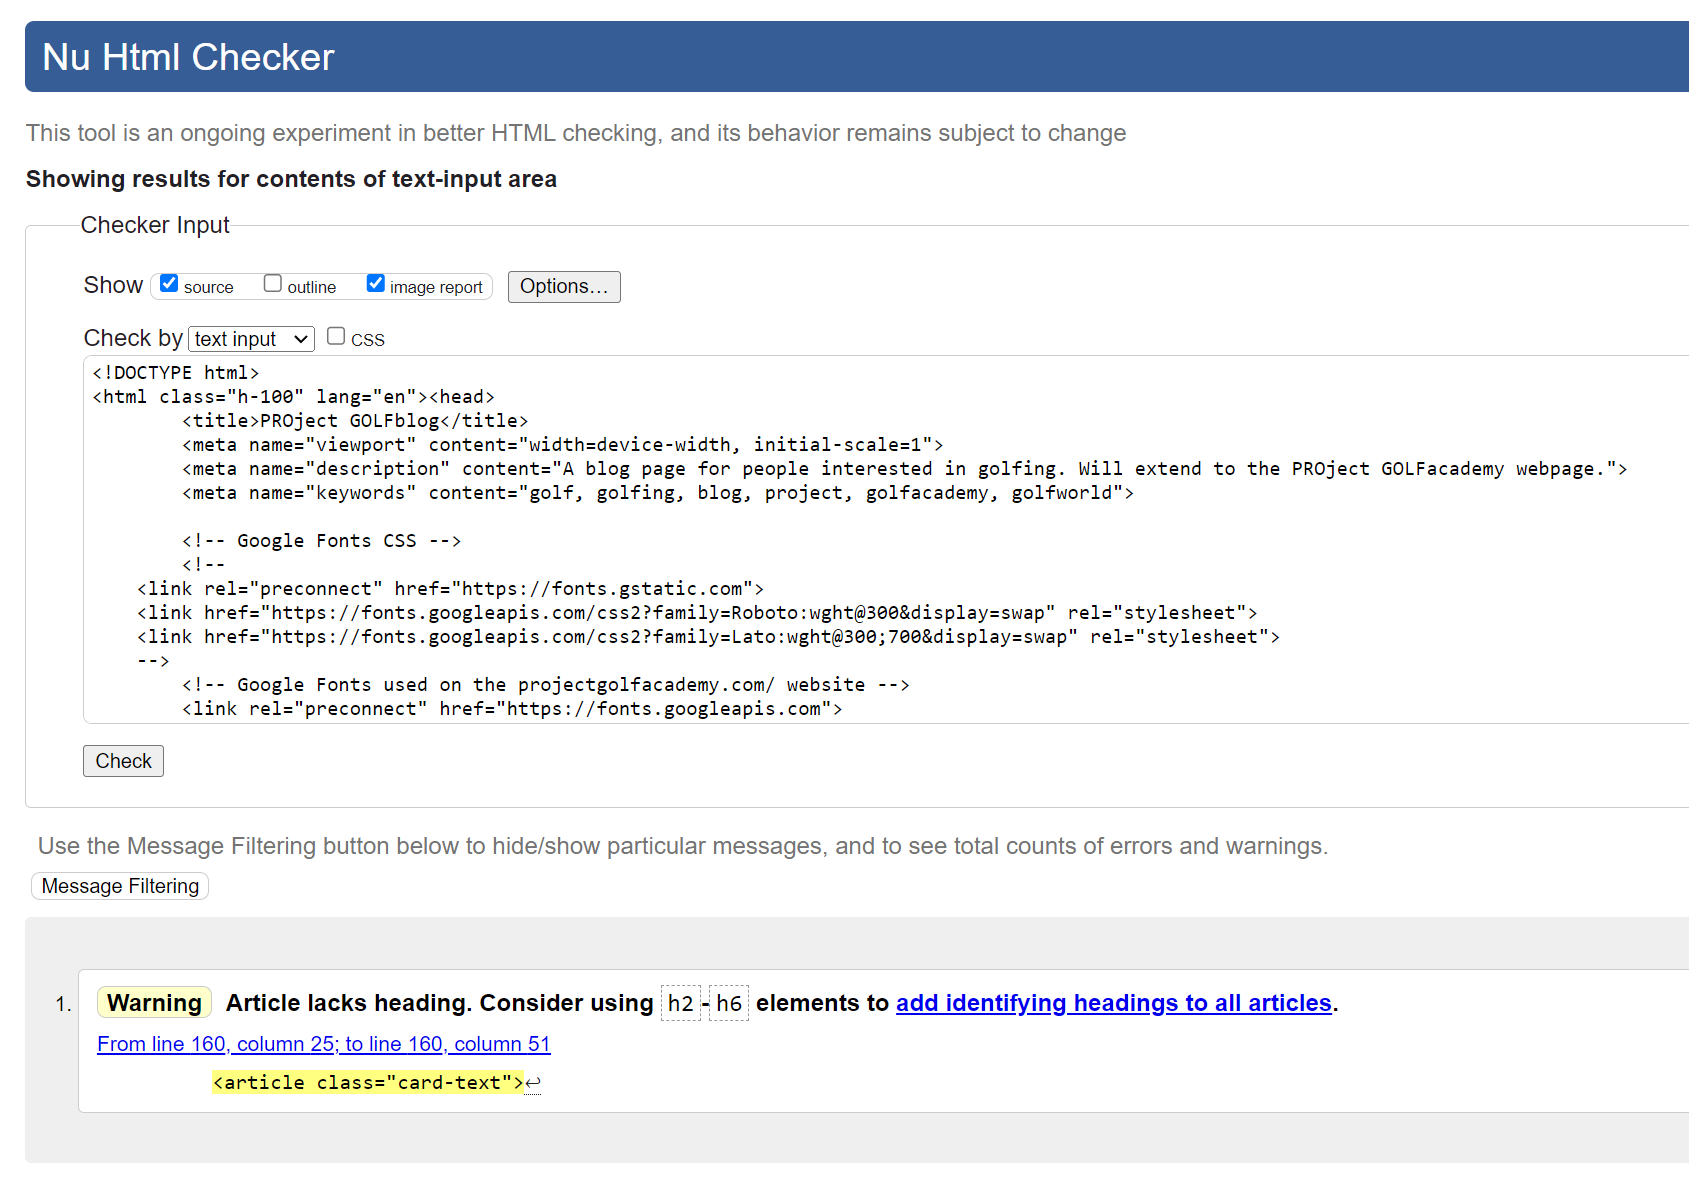 Nu Html Checker
This tool is an ongoing experiment in better HTML checking, and its behavior remains subject to change
Showing results for contents of text-input area
Checker Input
Show source outline image report Options...
Check by text input CSS
<!DOCTYPE html>
<html class="h-100" lang="en"><head>
<title>PROject GOLFblog</title>
<meta name="viewport" content="width=device-width, initial-scale=1">
<meta name="description" content="A blog page for people interested in golfing. Will extend to the PROject GOLFacademy webpage.">
<meta name="keywords" content="golf, golfing, blog, project, golfacademy, golfworld">
<!-- Google Fonts CSS -->
<!--
<link rel="preconnect" href="https://fonts.gstatic.com">
<link href="https://fonts.googleapis.com/css2?family=Roboto:wght@300&display=swap" rel="stylesheet">
<link href="https://fonts.googleapis.com/css2?family=Lato:wght@300;700&display=swap" rel="stylesheet">
-->
<!-- Google Fonts used on the projectgolfacademy.com/ website -->
<link rel="preconnect" href="https://fonts.googleapis.com">
Check
Use the Message Filtering button below to hide/show particular messages, and to see total counts of errors and warnings.
Message Filtering
1. Warning Article lacks heading. Consider using h2-h6 elements to add identifying headings to all articles.
From line 160, column 25; to line 160, column 51
<article class="card-text">↩